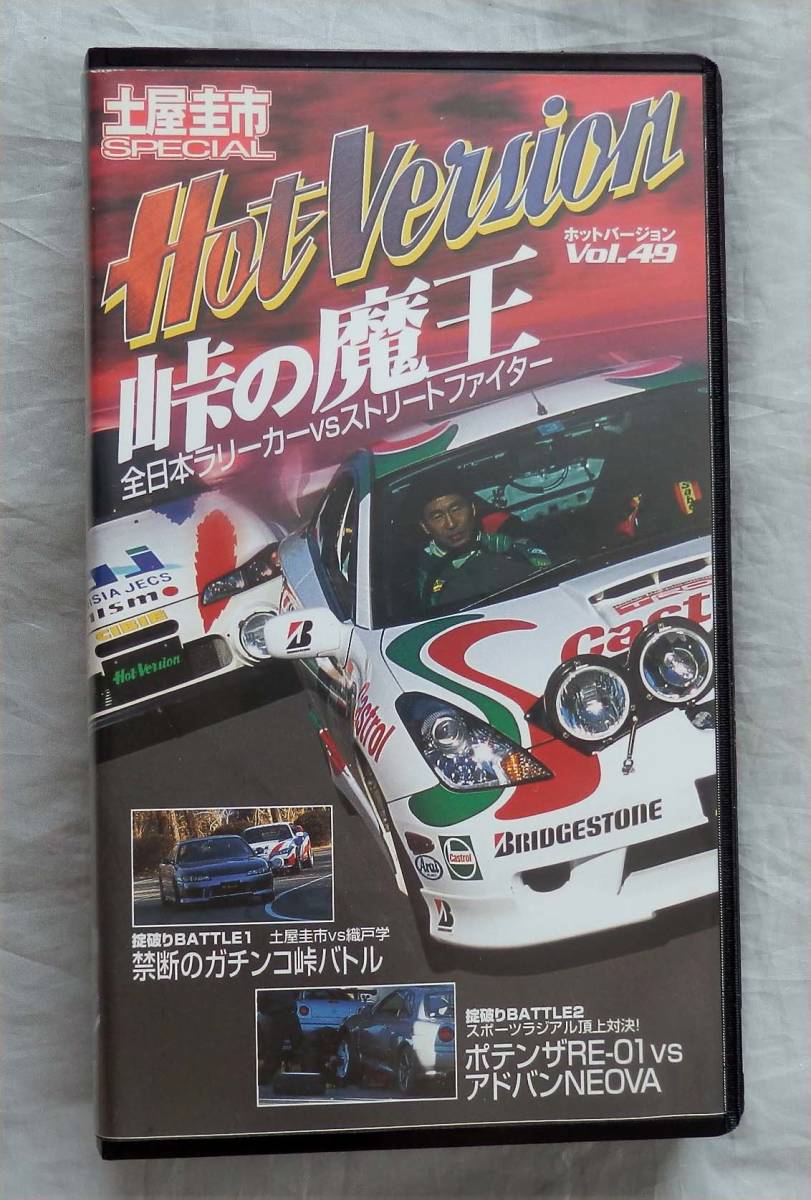 土屋圭市
SPECIAL
Hot-Version
ホットバージョン
Vol.49
峠の魔王
全日本ラリーカーVSストリートファイター
SIA JECS
nismo
CIBIE
Hot-Version
Castrol
Cast
BRIDGESTONE
Arai
Castrol
B
B
掟破りBATTLE1 土屋圭市vs織戸学
禁断のガチンコ峠バトル
掟破りBATTLE2
スポーツラジアル頂上対決!
ポテンザRE-01vs
アドバンNEOVA